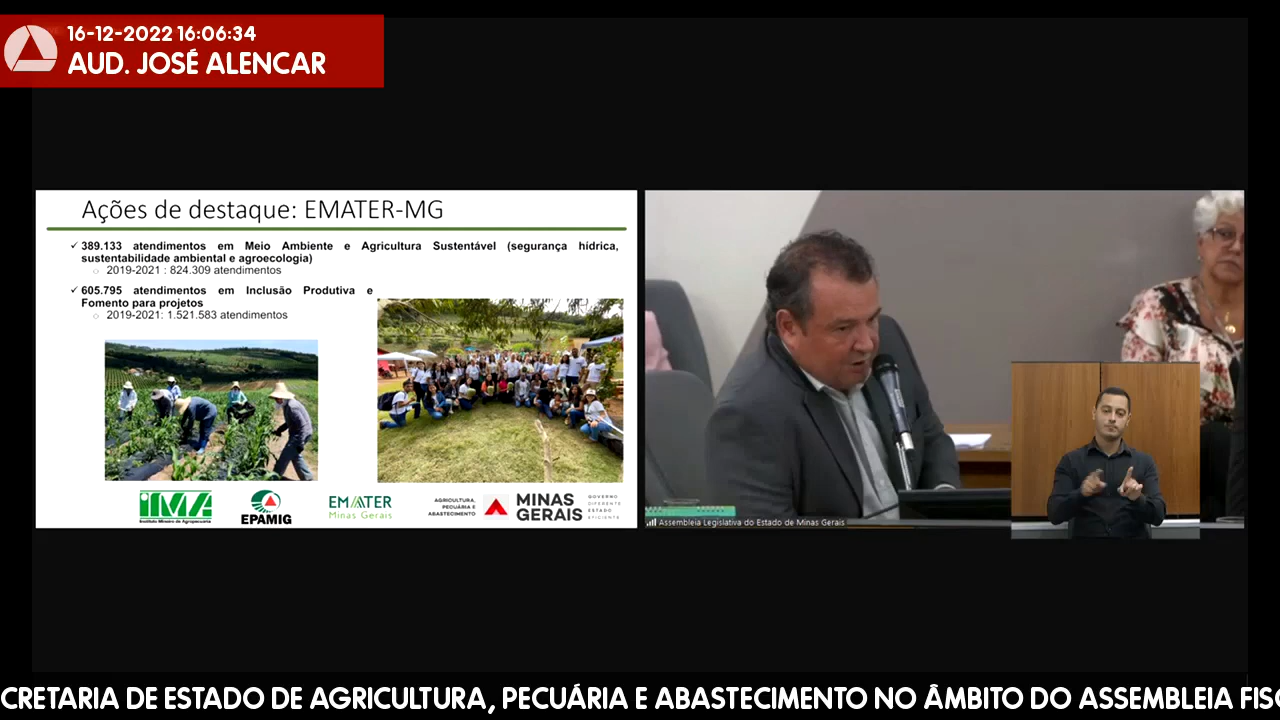 16-12-2022 16:06:34
AUD. JOSÉ ALENCAR
Ações de destaque: EMATER-MG
✓ 389.133 atendimentos em Meio Ambiente e Agricultura Sustentável (segurança hídrica,
sustentabilidade ambiental e agroecologia)
2019-2021 : 824.309 atendimentos
✓ 605.795 atendimentos em Inclusão Produtiva e
Fomento para projetos
2019-2021: 1.521.583 atendimentos
IMA
Instituto Mineiro de Agropecuária
EPAMIG
EMATER
Minas Gerais
AGRICULTURA,
PECUÁRIA E
ABASTECIMENTO
MINAS
GERAIS
GOVERNO
DIFERENTE
ESTADO
EFICIENTE
Assembleia Legislativa do Estado de Minas Gerais
CRETARIA DE ESTADO DE AGRICULTURA, PECUÁRIA E ABASTECIMENTO NO ÂMBITO DO ASSEMBLEIA FISC